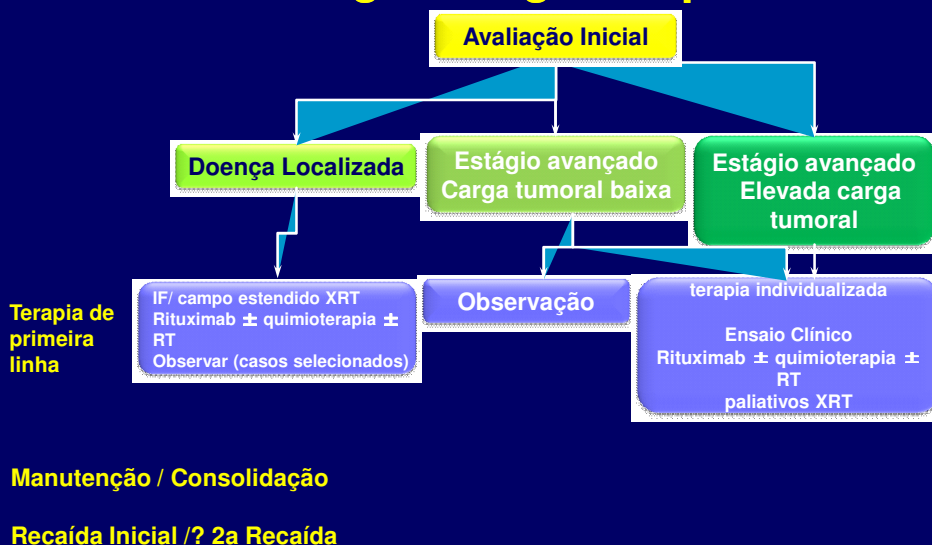 Avaliação Inicial
Doença Localizada
Estágio avançado
Carga tumoral baixa
Estágio avançado
Elevada carga
tumoral
Terapia de
primeira
linha
IF/ campo estendido XRT
Rituximab ± quimioterapia ±
RT
Observar (casos selecionados)
Observação
terapia individualizada
Ensaio Clínico
Rituximab ± quimioterapia ±
RT
paliativos XRT
Manutenção / Consolidação
Recaída Inicial /? 2a Recaída